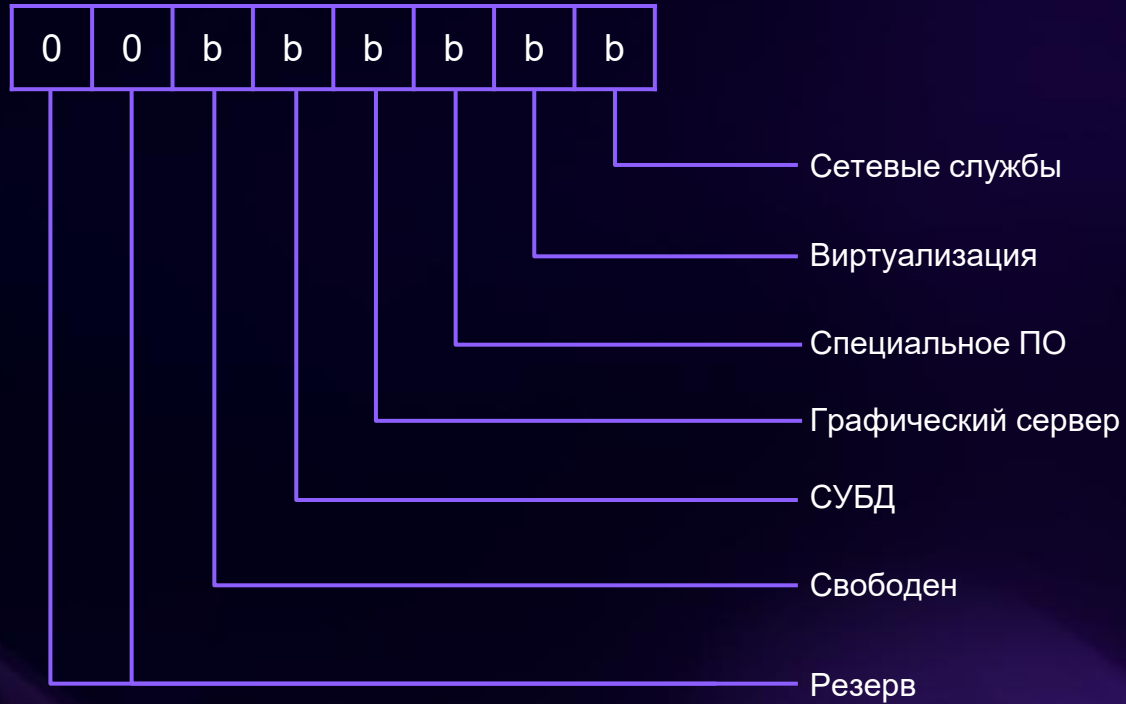 0 0 b b b b b b
Сетевые службы
Виртуализация
Специальное ПО
Графический сервер
СУБД
Свободен
Резерв